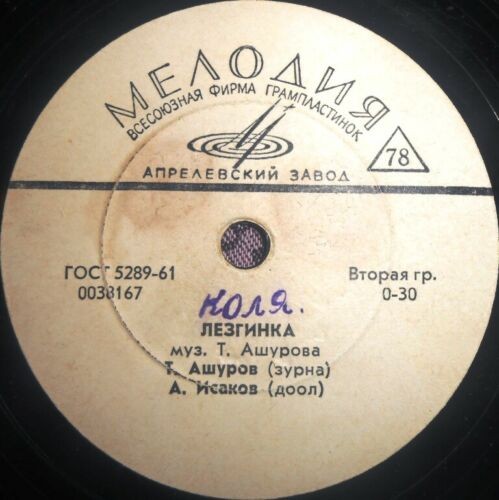 МЕЛОДИЯ
ВСЕСОЮЗНАЯ ФИРМА ГРАМПЛАСТИНОК
78
АПРЕЛЕВСКИЙ ЗАВОД
ГОСТ 5289-61
Вторая гр.
0038167
0-30
Коля.
ЛЕЗГИНКА
муз. Т. Ашурова
Т. Ашуров (зурна)
А. Исаков (доол)